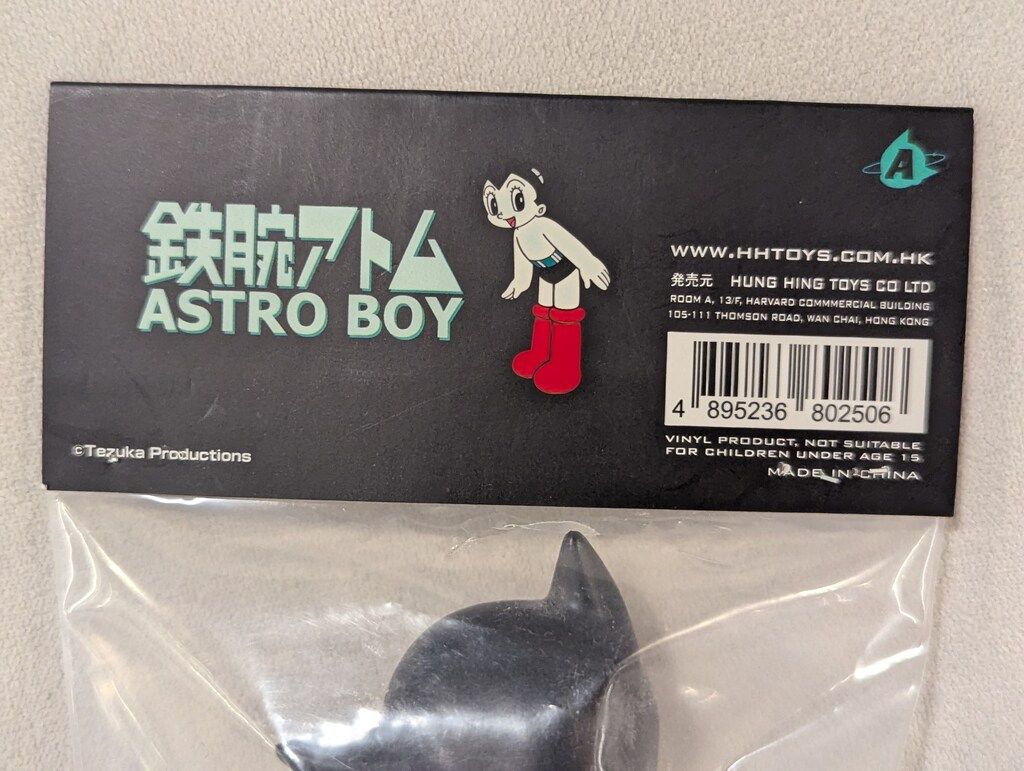 鉄腕アトム
ASTRO BOY
©Tezuka Productions
A
WWW.HHTOYS.COM.HK
発売元 HUNG HING TOYS CO LTD
ROOM A, 13/F, HARVARD COMMMERCIAL BUILDING
105-111 THOMSON ROAD, WAN CHAI, HONG KONG
4 895236 802506
VINYL PRODUCT, NOT SUITABLE
FOR CHILDREN UNDER AGE 15
MADE IN CHINA